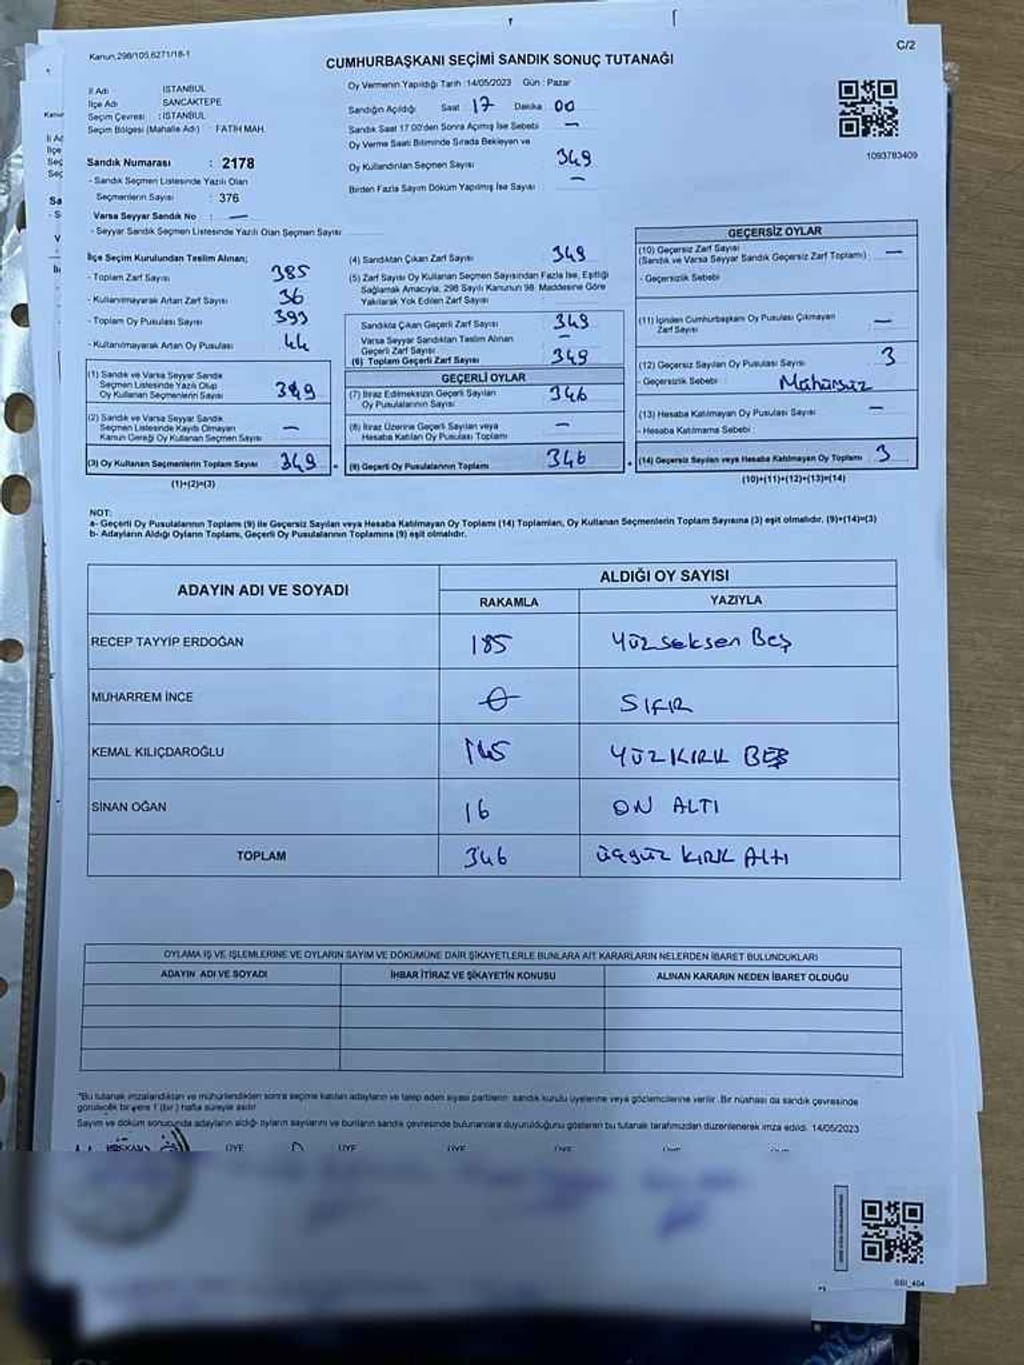 Kanun,298/105,6271/18-1
C/2
CUMHURBAŞKANI SEÇİMİ SANDIK SONUÇ TUTANAĞI
İl Adı : İSTANBUL
İlçe Adı : SANCAKTEPE
Seçim Çevresi : İSTANBUL
Seçim Bölgesi (Mahalle Adı) : FATİH MAH.
Sandık Numarası : 2178
- Sandık Seçmen Listesinde Yazılı Olan
Seçmenlerin Sayısı : 376
Varsa Seyyar Sandık No : —
- Seyyar Sandık Seçmen Listesinde Yazılı Olan Seçmen Sayısı
Oy Vermenin Yapıldığı Tarih :14/05/2023 Gün : Pazar
Sandığın Açıldığı Saat 17 Dakika 00
Sandık Saat 17.00'den Sonra Açılmış İse Sebebi —
Oy Verme Saati Bitiminde Sırada Bekleyen ve
Oy Kullandırılan Seçmen Sayısı 349
Birden Fazla Sayım Döküm Yapılmış İse Sayısı —
1093783409
İlçe Seçim Kurulundan Teslim Alınan;
- Toplam Zarf Sayısı 385
- Kullanılmayarak Artan Zarf Sayısı 36
- Toplam Oy Pusulası Sayısı 393
- Kullanılmayarak Artan Oy Pusulası 44
(1) Sandık ve Varsa Seyyar Sandık
Seçmen Listesinde Yazılı Olup
Oy Kullanan Seçmenlerin Sayısı 349
(2) Sandık ve Varsa Seyyar Sandık
Seçmen Listesinde Kayıtlı Olmayan
Kanun Gereği Oy Kullanan Seçmen Sayısı —
(3) Oy Kullanan Seçmenlerin Toplam Sayısı 349
(1)+(2)=(3)
(4) Sandıktan Çıkan Zarf Sayısı 349
(5) Zarf Sayısı Oy Kullanan Seçmen Sayısından Fazla İse, Eşitliği
Sağlamak Amacıyla; 298 Sayılı Kanunun 98. Maddesine Göre
Yakılarak Yok Edilen Zarf Sayısı
Sandıkta Çıkan Geçerli Zarf Sayısı 349
Varsa Seyyar Sandıktan Teslim Alınan
Geçerli Zarf Sayısı —
(6) Toplam Geçerli Zarf Sayısı 349
GEÇERLİ OYLAR
(7) İtiraz Edilmeksizin Geçerli Sayılan
Oy Pusulalarının Sayısı 346
(8) İtiraz Üzerine Geçerli Sayılan veya
Hesaba Katılan Oy Pusulası Toplamı —
(9) Geçerli Oy Pusulalarının Toplamı 346
GEÇERSİZ OYLAR
(10) Geçersiz Zarf Sayısı
(Sandık ve Varsa Seyyar Sandık Geçersiz Zarf Toplamı) —
- Geçersizlik Sebebi
(11) İçinden Cumhurbaşkanı Oy Pusulası Çıkmayan
Zarf Sayısı —
(12) Geçersiz Sayılan Oy Pusulası Sayısı 3
- Geçersizlik Sebebi : Mühürsüz
(13) Hesaba Katılmayan Oy Pusulası Sayısı —
- Hesaba Katılmama Sebebi :
(14) Geçersiz Sayılan veya Hesaba Katılmayan Oy Toplamı 3
(10)+(11)+(12)+(13)=(14)
NOT:
a- Geçerli Oy Pusulalarının Toplamı (9) ile Geçersiz Sayılan veya Hesaba Katılmayan Oy Toplamı (14) Toplamları, Oy Kullanan Seçmenlerin Toplam Sayısına (3) eşit olmalıdır. (9)+(14)=(3)
b- Adayların Aldığı Oyların Toplamı, Geçerli Oy Pusulalarının Toplamına (9) eşit olmalıdır.
ADAYIN ADI VE SOYADI
ALDIĞI OY SAYISI
RAKAMLA YAZIYLA
RECEP TAYYİP ERDOĞAN 185 Yüzseksen Beş
MUHARREM İNCE 0 SIFIR
KEMAL KILIÇDAROĞLU 145 YÜZ KIRK BEŞ
SİNAN OĞAN 16 ON ALTI
TOPLAM 346 üçyüz KIRK ALTI
OYLAMA İŞ VE İŞLEMLERİNE VE OYLARIN SAYIM VE DÖKÜMÜNE DAİR ŞİKAYETLERLE BUNLARA AİT KARARLARIN NELERDEN İBARET BULUNDUKLARI
ADAYIN ADI VE SOYADI İHBAR İTİRAZ VE ŞİKAYETİN KONUSU ALINAN KARARIN NEDEN İBARET OLDUĞU
*Bu tutanak imzalandıktan ve mühürlendikten sonra seçime katılan adayların ve talep eden siyasi partilerin sandık kurulu üyelerine veya gözlemcilerine verilir. Bir nüshası da sandık çevresinde
görülecek bir yere 1 (bir) hafta süreyle asılır.
Sayım ve döküm sonucunda adayların aldığı oyların sayılarını ve bunların sandık çevresinde bulunanlara duyurulduğunu gösteren bu tutanak tarafımızdan düzenlenerek imza edildi. 14/05/2023
BAŞKAN ÜYE ÜYE ÜYE